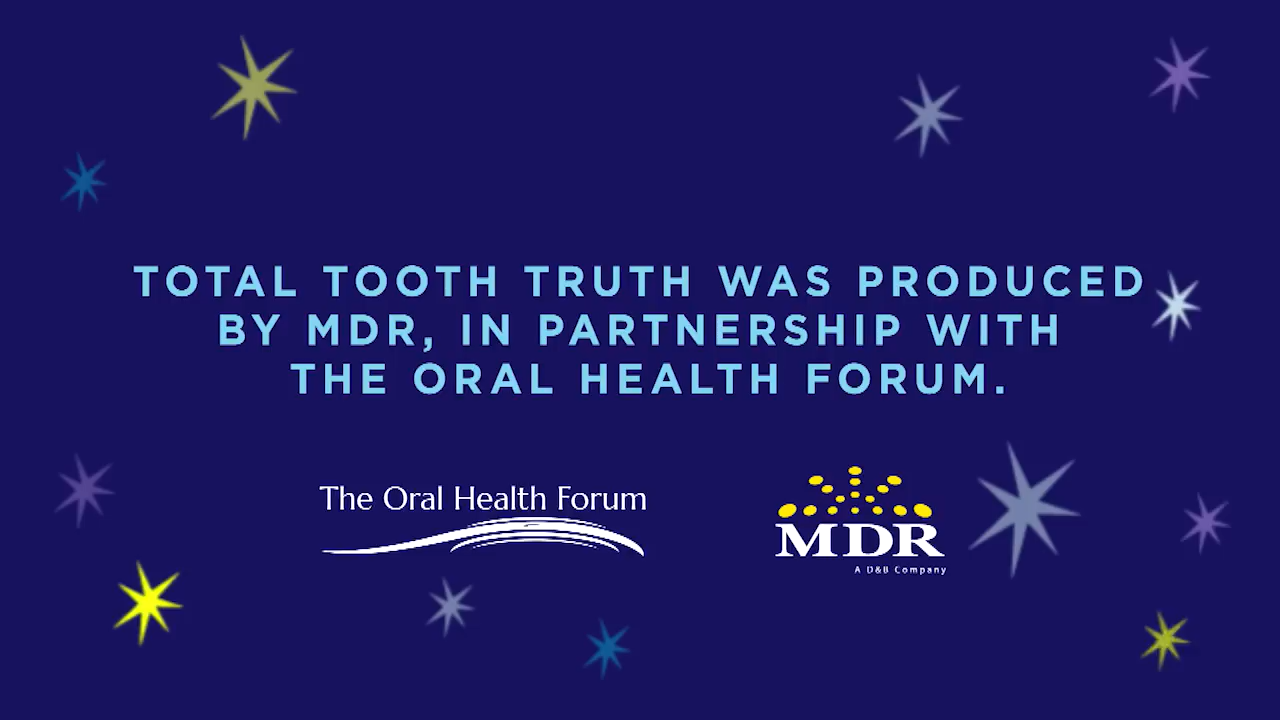 TOTAL TOOTH TRUTH WAS PRODUCED
BY MDR, IN PARTNERSHIP WITH
THE ORAL HEALTH FORUM.
The Oral Health Forum
MDR
A D&B Company